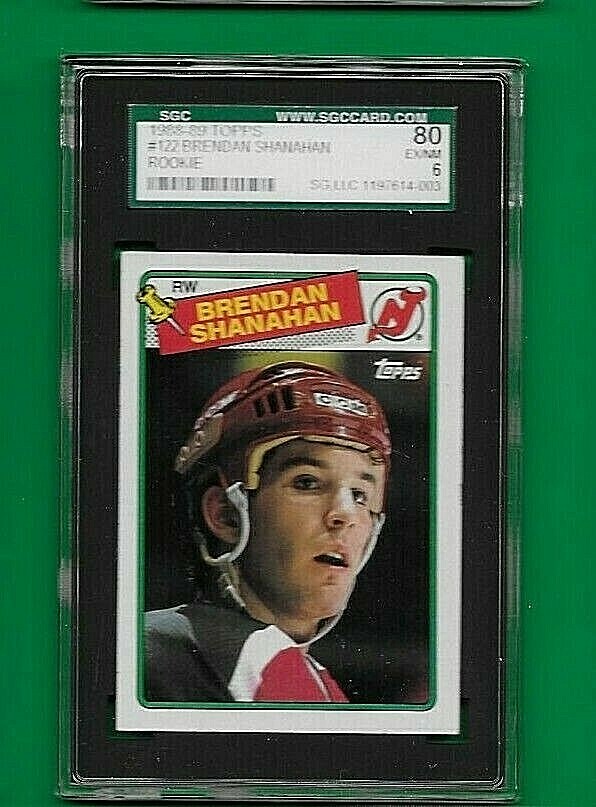 SGC WWW.SGCCARD.COM
1988-89 TOPPS 80
#122 BRENDAN SHANAHAN EX/NM
ROOKIE 6
SG,LLC 1197614-003
RW
BRENDAN
SHANAHAN
NJ
TOPPS